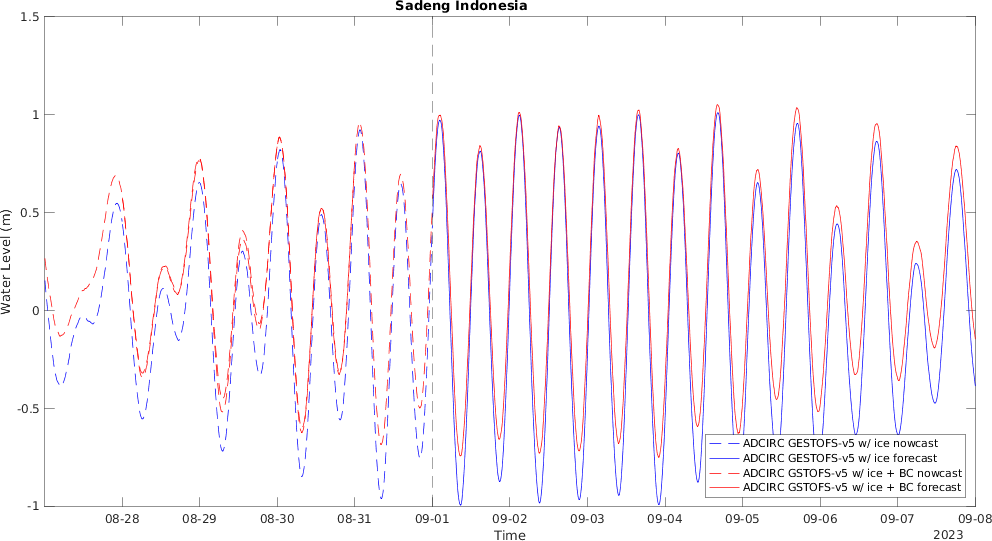 Sadeng Indonesia
1.5
1
0.5
0
-0.5
-1
Water Level (m)
ADCIRC GESTOFS-v5 w/ ice nowcast
ADCIRC GESTOFS-v5 w/ ice forecast
ADCIRC GSTOFS-v5 w/ ice + BC nowcast
ADCIRC GSTOFS-v5 w/ ice + BC forecast
08-28 08-29 08-30 08-31 09-01 09-02 09-03 09-04 09-05 09-06 09-07 09-08
Time
2023